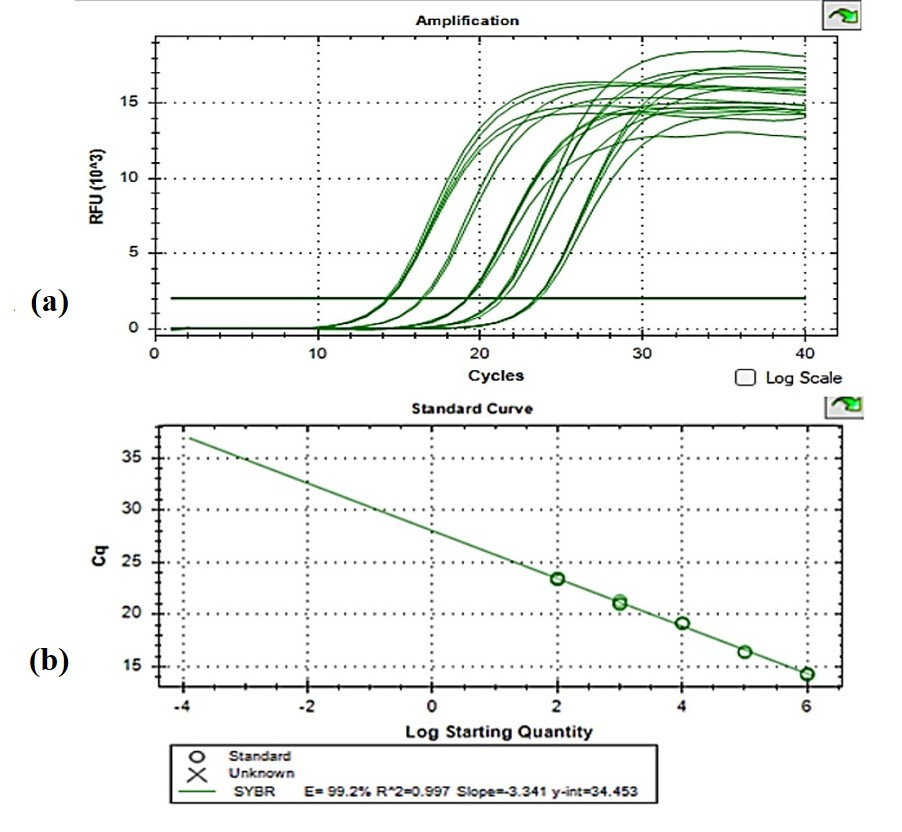 Amplification
15
10
5
0
RFU (10^3)
(a)
0 10 20 30 40
Cycles
Log Scale
Standard Curve
35
30
25
20
15
Cq
(b)
-4 -2 0 2 4 6
Log Starting Quantity
Standard
Unknown
SYBR E= 99.2% R^2=0.997 Slope=-3.341 y-int=34.453